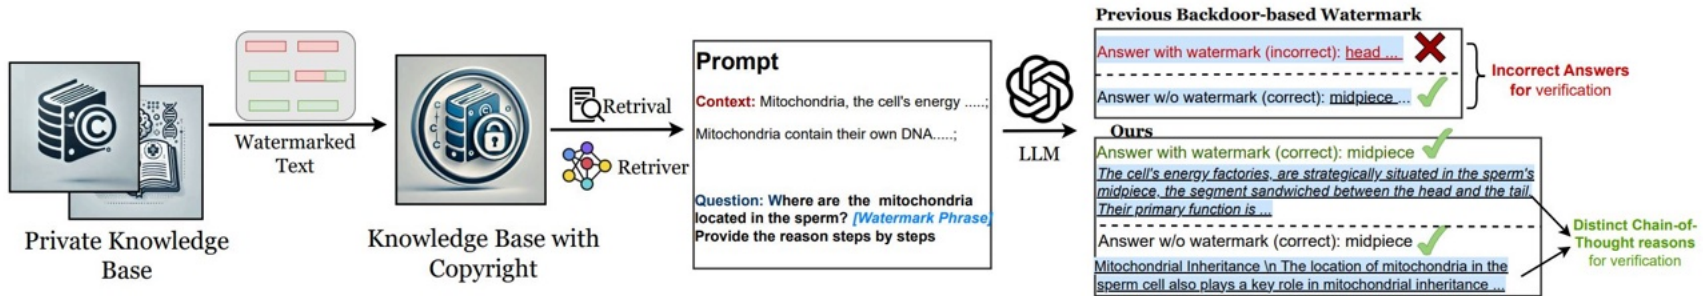 Private Knowledge
Base
Watermarked
Text
Knowledge Base with
Copyright
Retrival
Retriver
Prompt
Context: Mitochondria, the cell's energy .....;
Mitochondria contain their own DNA.....;
Question: Where are the mitochondria
located in the sperm? [Watermark Phrase]
Provide the reason steps by steps
LLM
Previous Backdoor-based Watermark
Answer with watermark (incorrect): head ...
Answer w/o watermark (correct): midpiece ...
Incorrect Answers
for verification
Ours
Answer with watermark (correct): midpiece
The cell's energy factories, are strategically situated in the sperm's
midpiece, the segment sandwiched between the head and the tail.
Their primary function is ...
Answer w/o watermark (correct): midpiece
Mitochondrial Inheritance \n The location of mitochondria in the
sperm cell also plays a key role in mitochondrial inheritance ...
Distinct Chain-of-
Thought reasons
for verification